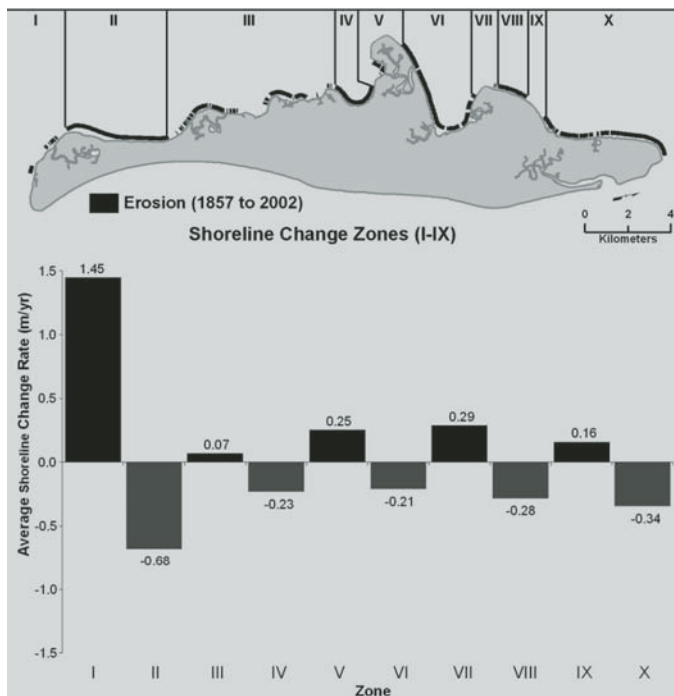 I II III IV V VI VII VIII IX X
Erosion (1857 to 2002)
0 2 4
Kilometers
Shoreline Change Zones (I-IX)
Average Shoreline Change Rate (m/yr)
1.5
1.0
0.5
0.0
-0.5
-1.0
-1.5
1.45
-0.68
0.07
-0.23
0.25
-0.21
0.29
-0.28
0.16
-0.34
I II III IV V VI VII VIII IX X
Zone